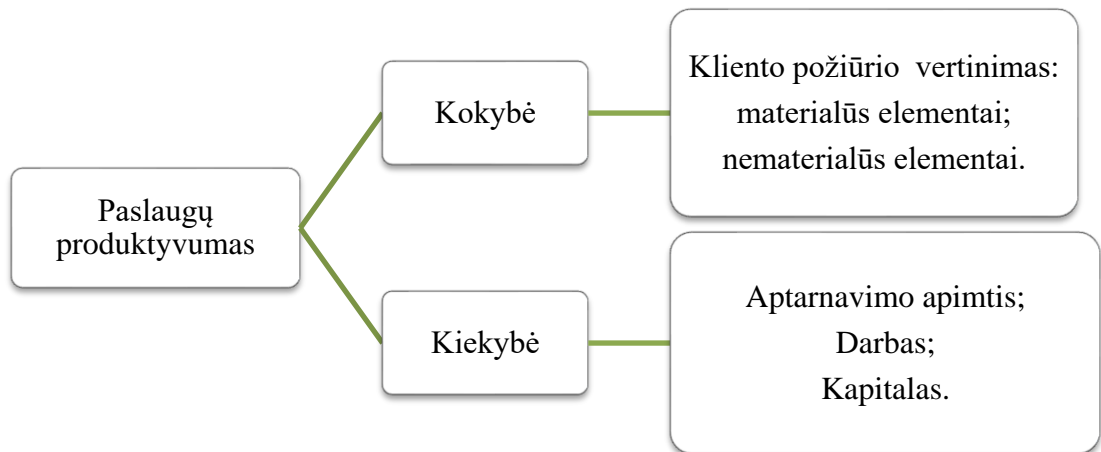 Paslaugų
produktyvumas
Kokybė
Kliento požiūrio vertinimas:
materialūs elementai;
nematerialūs elementai.
Kiekybė
Aptarnavimo apimtis;
Darbas;
Kapitalas.